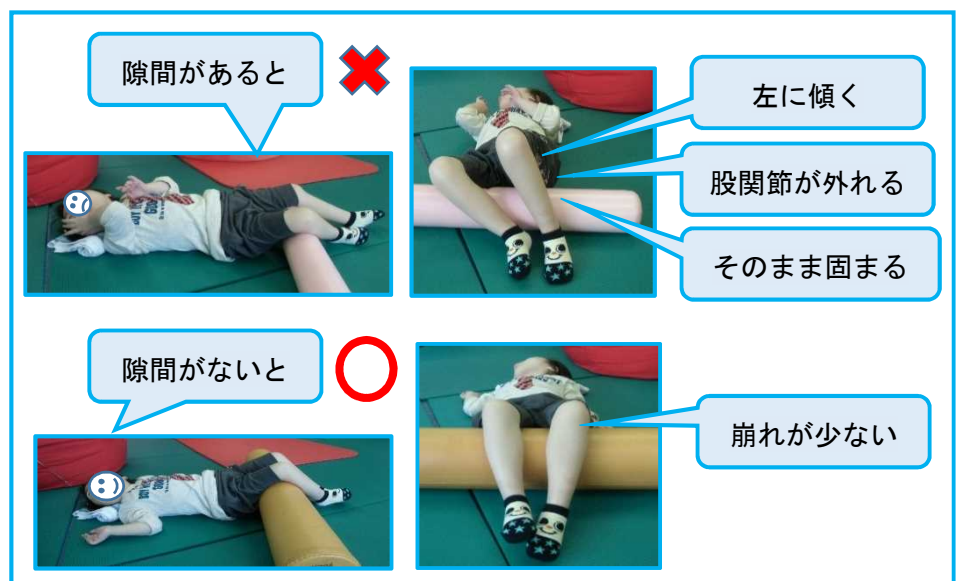 隙間があると
左に傾く
股関節が外れる
そのまま固まる
隙間がないと
崩れが少ない